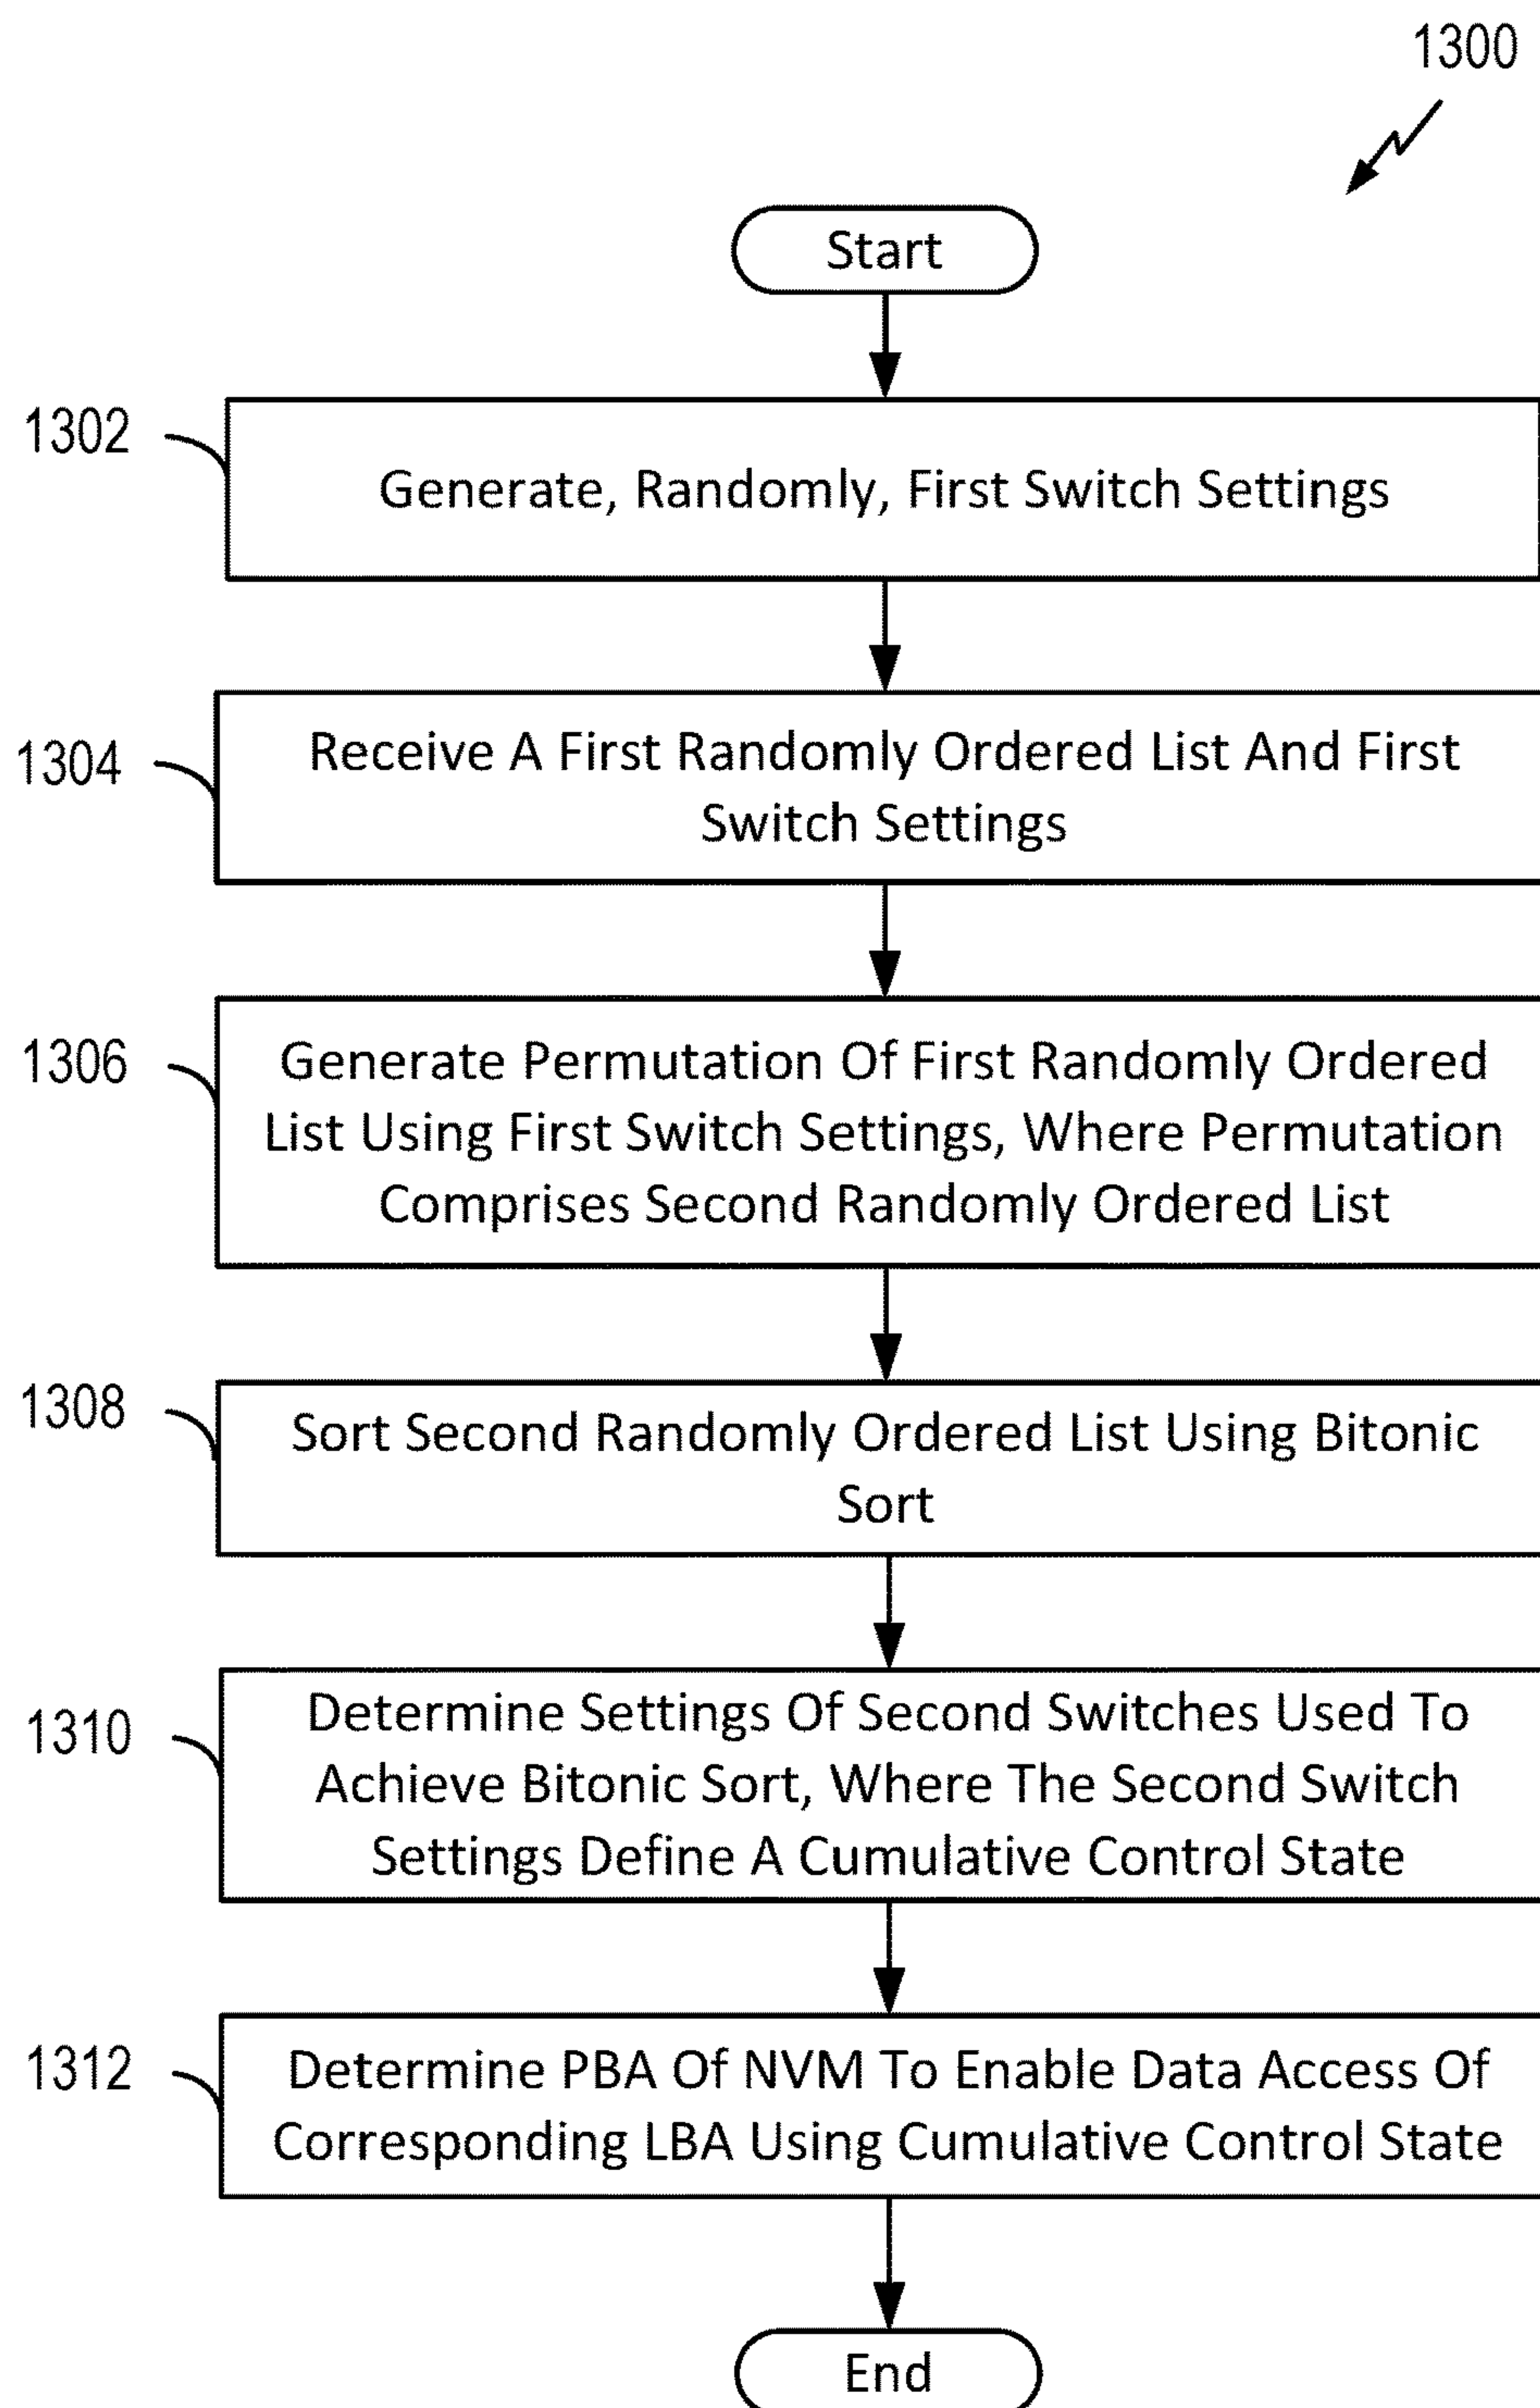 1300
Start
1302
Generate, Randomly, First Switch Settings
1304
Receive A First Randomly Ordered List And First
Switch Settings
1306
Generate Permutation Of First Randomly Ordered
List Using First Switch Settings, Where Permutation
Comprises Second Randomly Ordered List
1308
Sort Second Randomly Ordered List Using Bitonic
Sort
1310
Determine Settings Of Second Switches Used To
Achieve Bitonic Sort, Where The Second Switch
Settings Define A Cumulative Control State
1312
Determine PBA Of NVM To Enable Data Access Of
Corresponding LBA Using Cumulative Control State
End